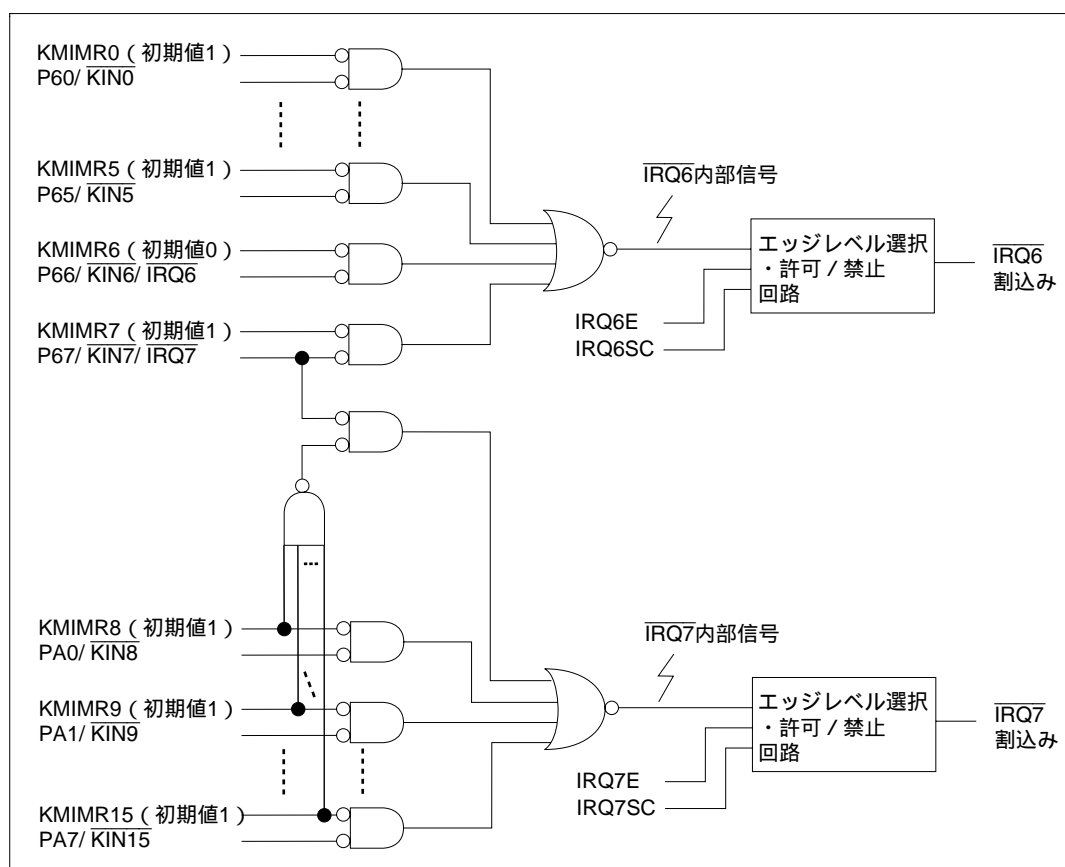 KMIMR0(初期値1)
P60/ KIN0
KMIMR5(初期値1)
P65/ KIN5
KMIMR6(初期値0)
P66/ KIN6/ IRQ6
KMIMR7(初期値1)
P67/ KIN7/ IRQ7
IRQ6内部信号
エッジレベル選択
・許可/禁止
回路
IRQ6
割込み
IRQ6E
IRQ6SC
KMIMR8(初期値1)
PA0/ KIN8
KMIMR9(初期値1)
PA1/ KIN9
KMIMR15(初期値1)
PA7/ KIN15
IRQ7内部信号
エッジレベル選択
・許可/禁止
回路
IRQ7
割込み
IRQ7E
IRQ7SC